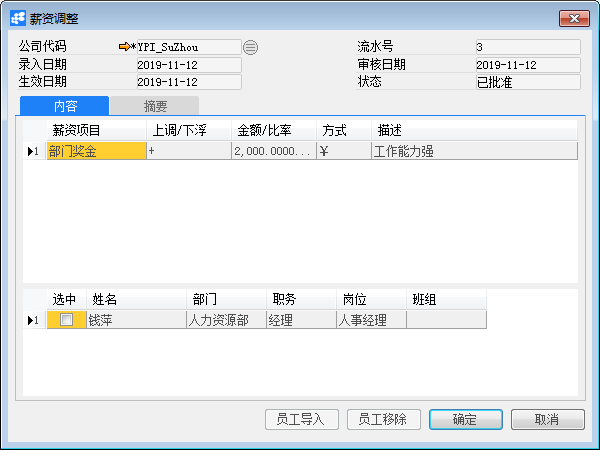 薪资调整
公司代码 *YPI_SuZhou 流水号 3
录入日期 2019-11-12 审核日期 2019-11-12
生效日期 2019-11-12 状态 已批准
内容 摘要
薪资项目 上调/下浮 金额/比率 方式 描述
1 部门奖金 + 2,000.0000... ¥ 工作能力强
选中 姓名 部门 职务 岗位 班组
1 钱萍 人力资源部 经理 人事经理
员工导入 员工移除 确定 取消